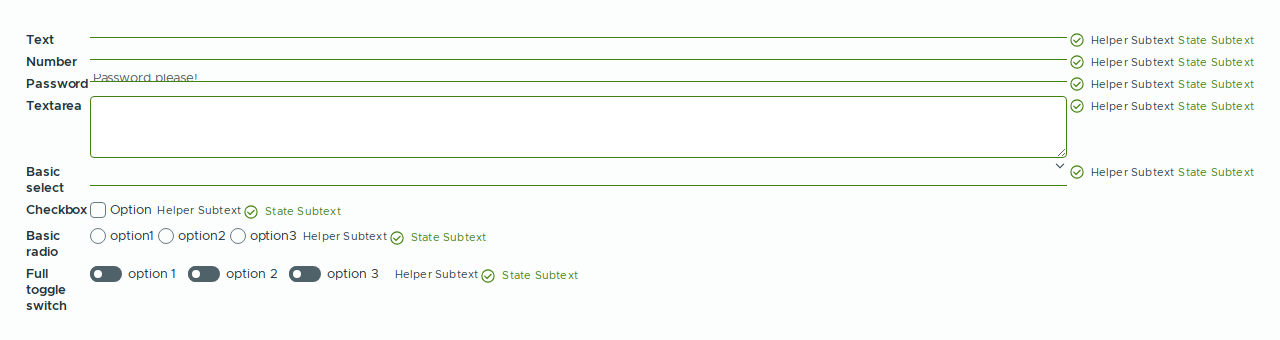 Text Helper Subtext State Subtext
Number Helper Subtext State Subtext
Password Password please! Helper Subtext State Subtext
Textarea Helper Subtext State Subtext
Basic select Helper Subtext State Subtext
Checkbox Option Helper Subtext State Subtext
Basic radio option1 option2 option3 Helper Subtext State Subtext
Full toggle switch option 1 option 2 option 3 Helper Subtext State Subtext